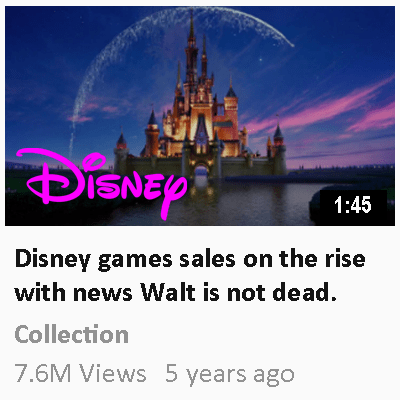 Disney
1:45
Disney games sales on the rise
with news Walt is not dead.
Collection
7.6M Views 5 years ago